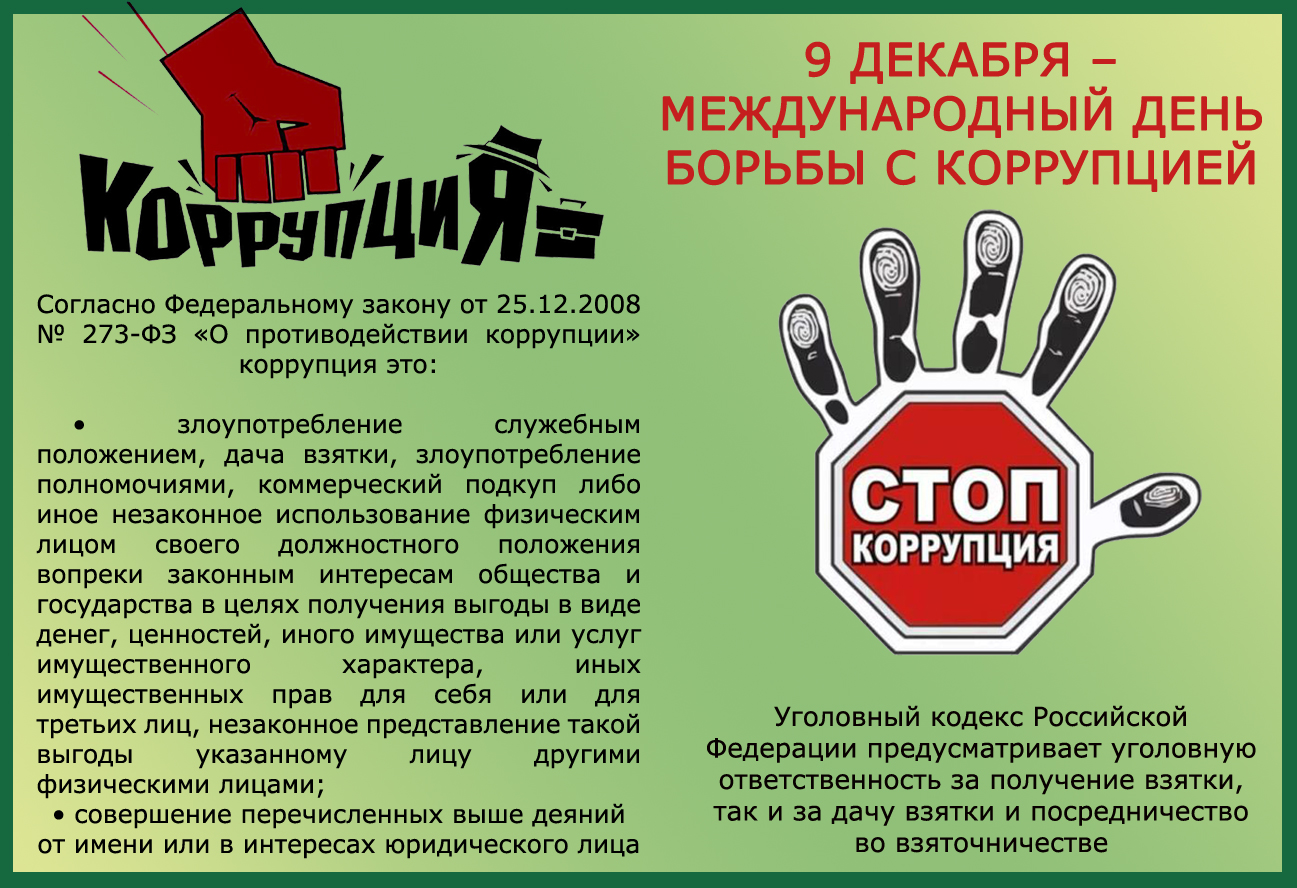 КОРРУПЦИЯ
Согласно Федеральному закону от 25.12.2008
№ 273-ФЗ «О противодействии коррупции»
коррупция это:
• злоупотребление служебным
положением, дача взятки, злоупотребление
полномочиями, коммерческий подкуп либо
иное незаконное использование физическим
лицом своего должностного положения
вопреки законным интересам общества и
государства в целях получения выгоды в виде
денег, ценностей, иного имущества или услуг
имущественного характера, иных
имущественных прав для себя или для
третьих лиц, незаконное представление такой
выгоды указанному лицу другими
физическими лицами;
• совершение перечисленных выше деяний
от имени или в интересах юридического лица
9 ДЕКАБРЯ –
МЕЖДУНАРОДНЫЙ ДЕНЬ
БОРЬБЫ С КОРРУПЦИЕЙ
СТОП
КОРРУПЦИЯ
Уголовный кодекс Российской
Федерации предусматривает уголовную
ответственность за получение взятки,
так и за дачу взятки и посредничество
во взяточничестве